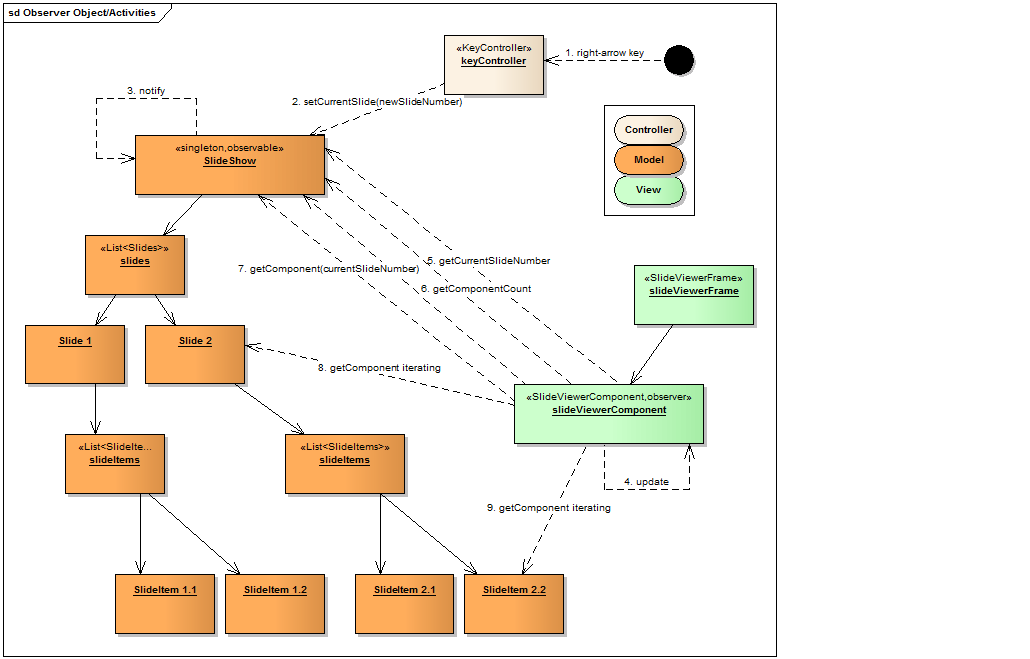 sd Observer Object/Activities
«KeyController»
keyController
1. right-arrow key
3. notify
2. setCurrentSlide(newSlideNumber)
Controller
Model
View
«singleton,observable»
SlideShow
«List<Slides>»
slides
7. getComponent(currentSlideNumber)
5. getCurrentSlideNumber
6. getComponentCount
«SlideViewerFrame»
slideViewerFrame
Slide 1
Slide 2
8. getComponent iterating
«SlideViewerComponent,observer»
slideViewerComponent
«List<SlideIte...
slideItems
«List<SlideItems>»
slideItems
4. update
9. getComponent iterating
SlideItem 1.1
SlideItem 1.2
SlideItem 2.1
SlideItem 2.2